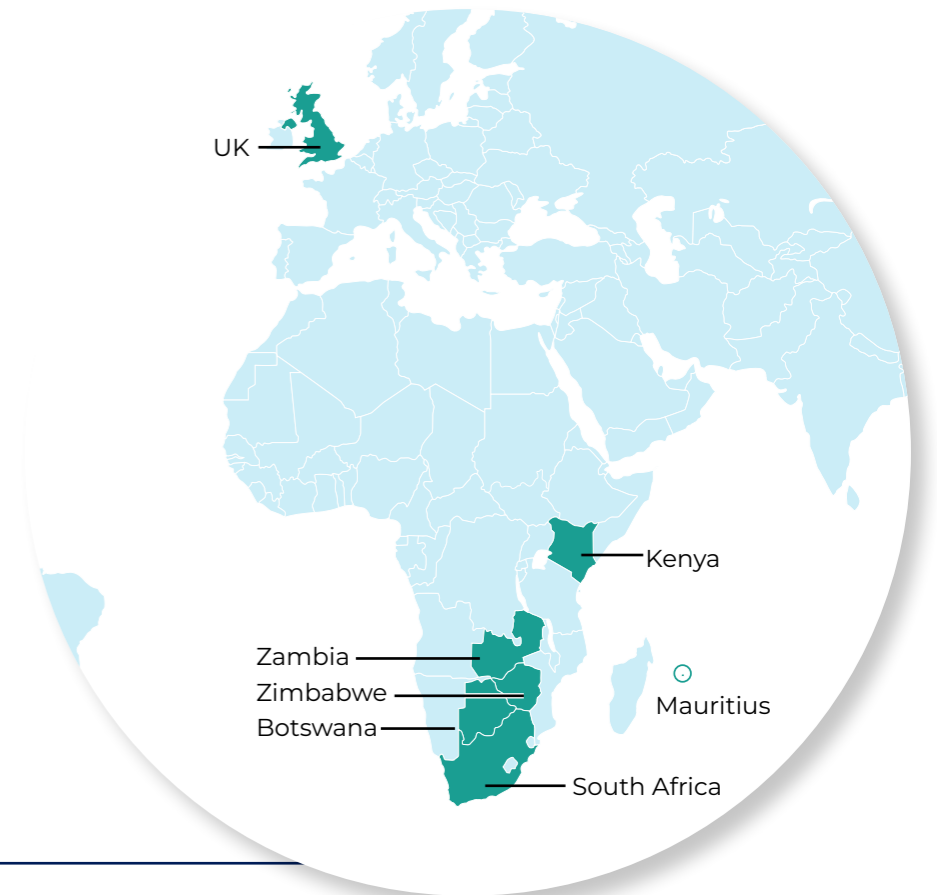 UK
Kenya
Zambia
Zimbabwe
Mauritius
Botswana
South Africa